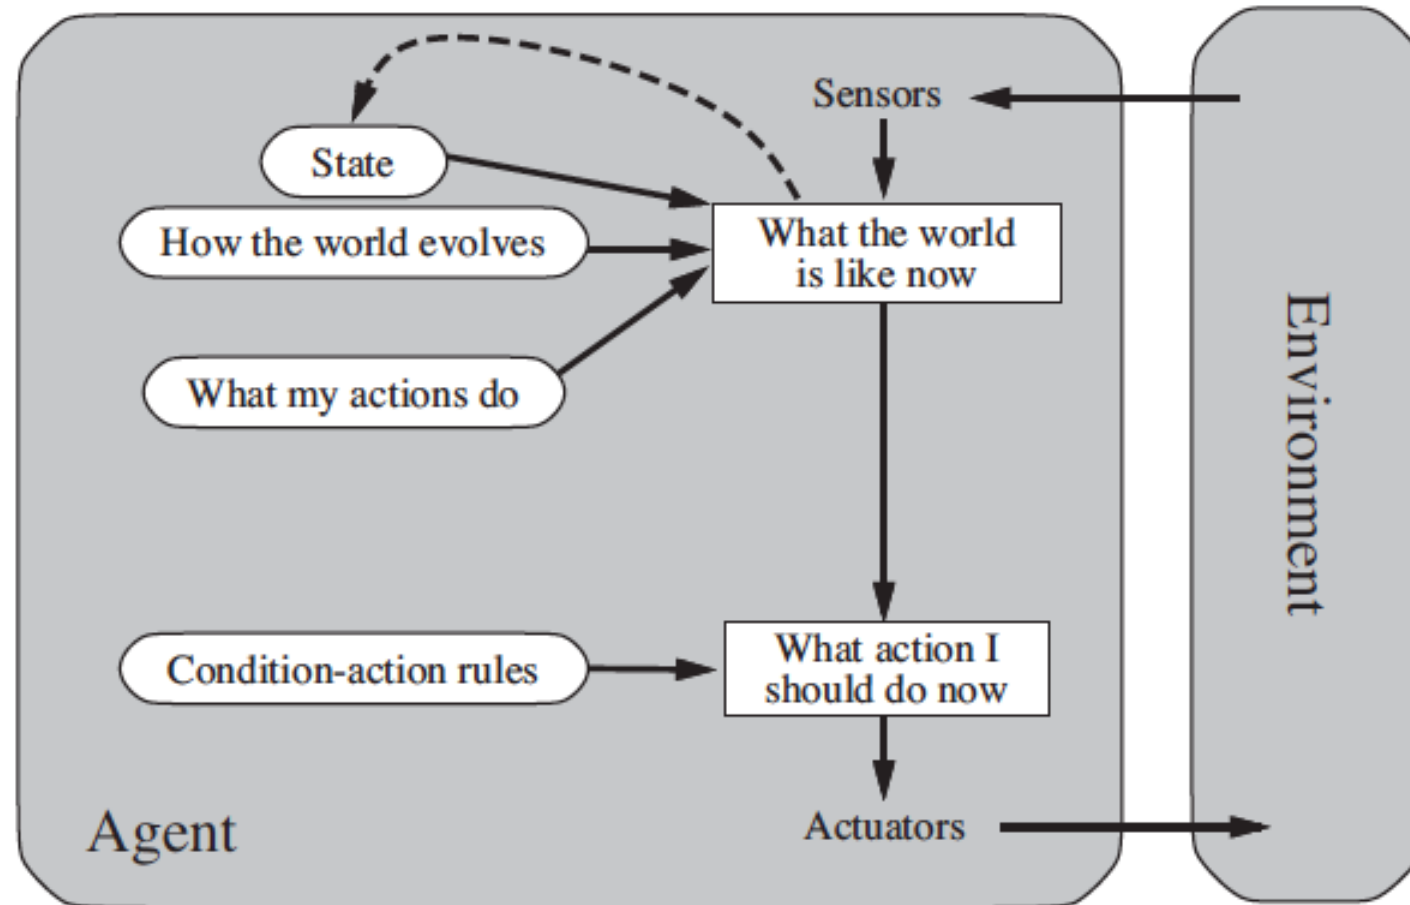 Sensors
State
How the world evolves
What the world
is like now
What my actions do
Environment
Condition-action rules
What action I
should do now
Agent
Actuators